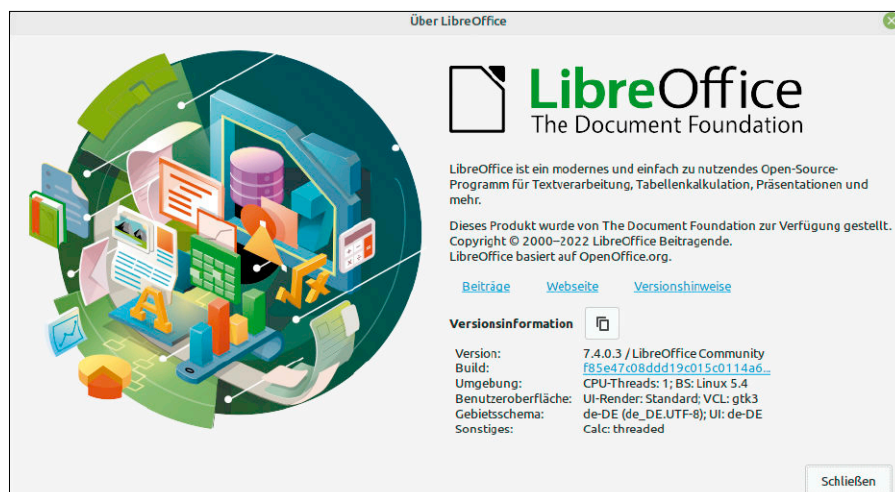 Über LibreOffice
LibreOffice
The Document Foundation
LibreOffice ist ein modernes und einfach zu nutzendes Open-Source-
Programm für Textverarbeitung, Tabellenkalkulation, Präsentationen und
mehr.
Dieses Produkt wurde von The Document Foundation zur Verfügung gestellt.
Copyright © 2000–2022 LibreOffice Beitragende.
LibreOffice basiert auf OpenOffice.org.
Beiträge Webseite Versionshinweise
Versionsinformation
Version: 7.4.0.3 / LibreOffice Community
Build: f85e47c08ddd19c015c0114a6...
Umgebung: CPU-Threads: 1; BS: Linux 5.4
Benutzeroberfläche: UI-Render: Standard; VCL: gtk3
Gebietsschema: de-DE (de_DE.UTF-8); UI: de-DE
Sonstiges: Calc: threaded
Schließen